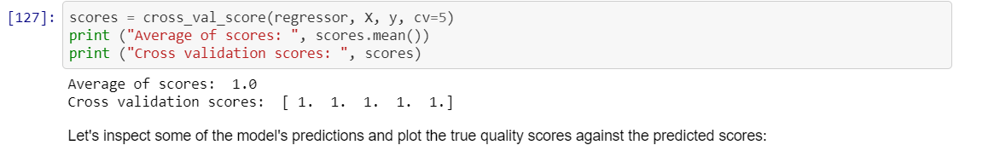 [127]: scores = cross_val_score(regressor, X, y, cv=5)
print ("Average of scores: ", scores.mean())
print ("Cross validation scores: ", scores)
Average of scores:  1.0
Cross validation scores:  [ 1.  1.  1.  1.  1.]
Let's inspect some of the model's predictions and plot the true quality scores against the predicted scores: